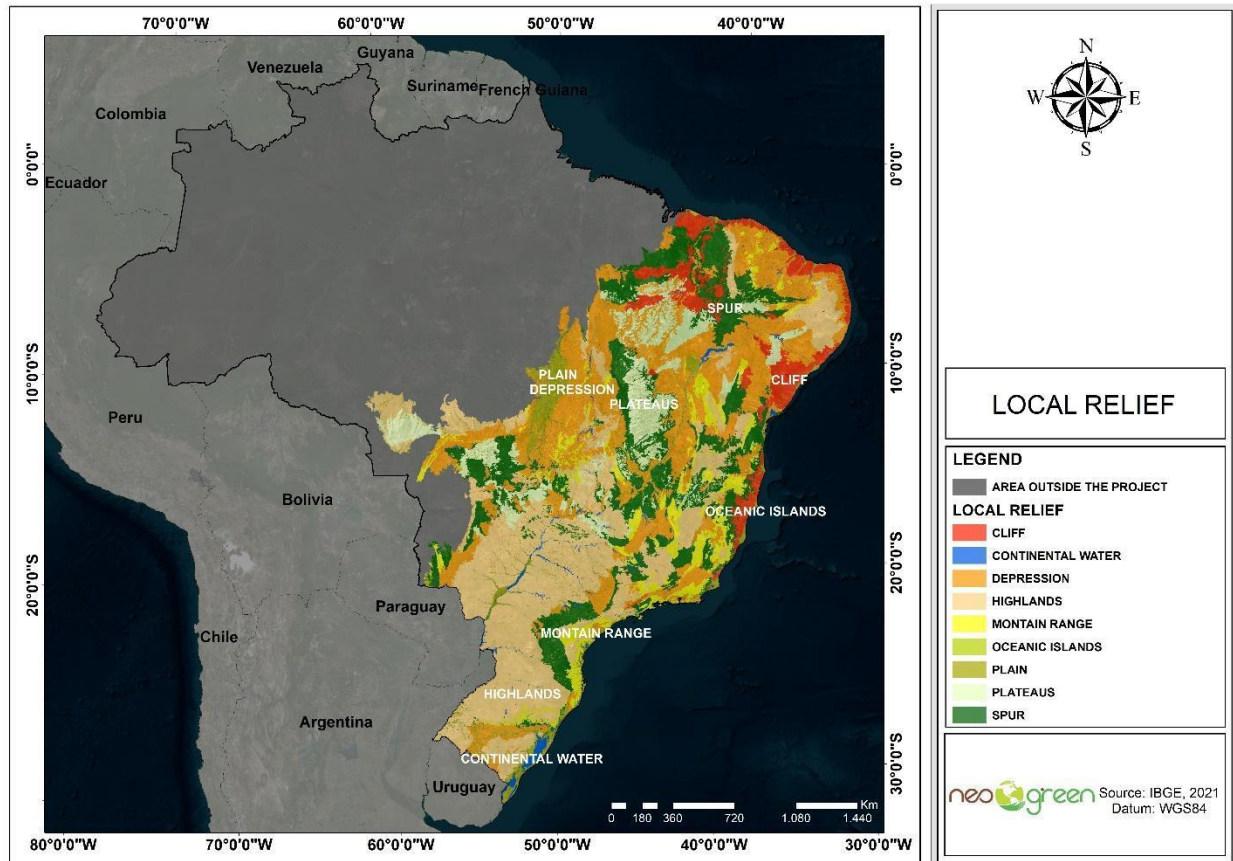 70°0'0"W 60°0'0"W 50°0'0"W 40°0'0"W
Guyana
Venezuela
Suriname
French Guiana
Colombia
0°0'0"
0°0'0"
Ecuador
SPUR
10°0'0"S
10°0'0"S
PLAIN
DEPRESSION
CLIFF
PLATEAUS
Peru
Bolivia
OCEANIC ISLANDS
20°0'0"S
20°0'0"S
Paraguay
Chile
MONTAIN RANGE
HIGHLANDS
Argentina
CONTINENTAL WATER
30°0'0"S
Uruguay
Km
0 180 360 720 1.080 1.440
80°0'0"W 70°0'0"W 60°0'0"W 50°0'0"W 40°0'0"W 30°0'0"W
N
W E
S
LOCAL RELIEF
LEGEND
AREA OUTSIDE THE PROJECT
LOCAL RELIEF
CLIFF
CONTINENTAL WATER
DEPRESSION
HIGHLANDS
MONTAIN RANGE
OCEANIC ISLANDS
PLAIN
PLATEAUS
SPUR
neogreen
Source: IBGE, 2021
Datum: WGS84